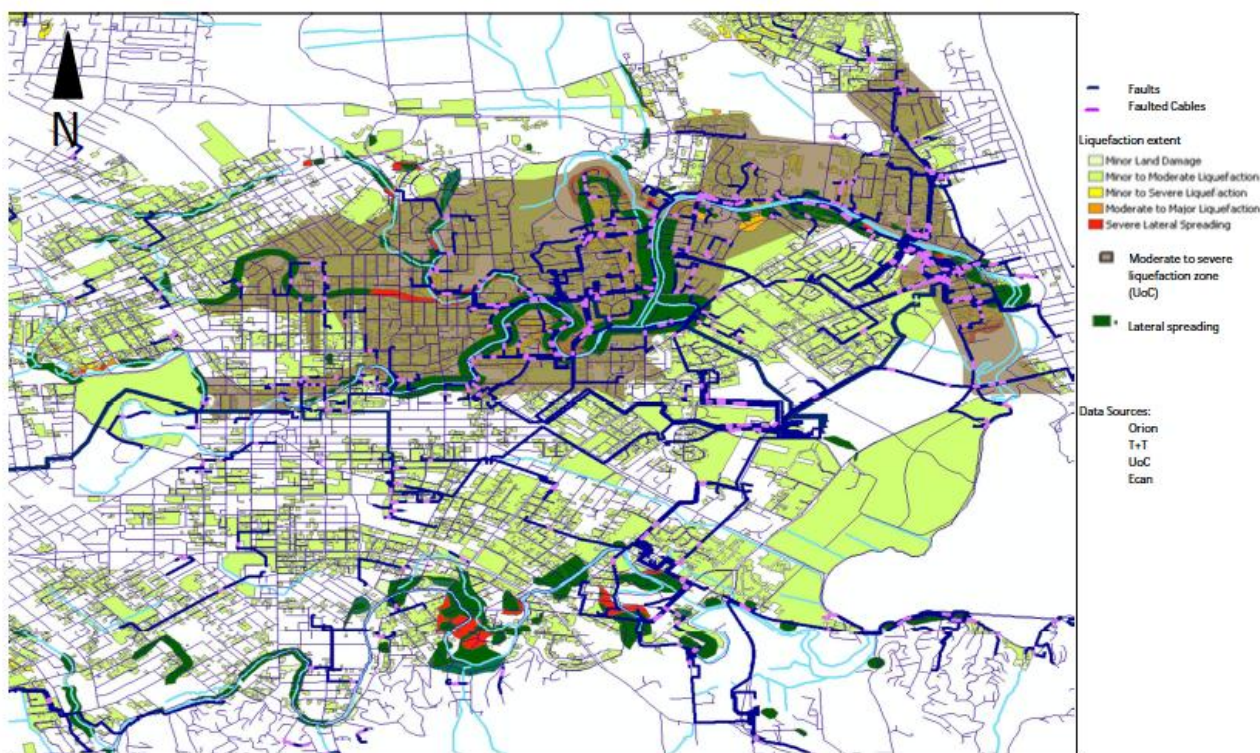 N
Faults
Faulted Cables
Liquefaction extent
Minor Land Damage
Minor to Moderate Liquefaction
Minor to Severe Liquefaction
Moderate to Major Liquefaction
Severe Lateral Spreading
Moderate to severe
liquefaction zone
(UoC)
Lateral spreading
Data Sources:
Orion
T+T
UoC
Ecan